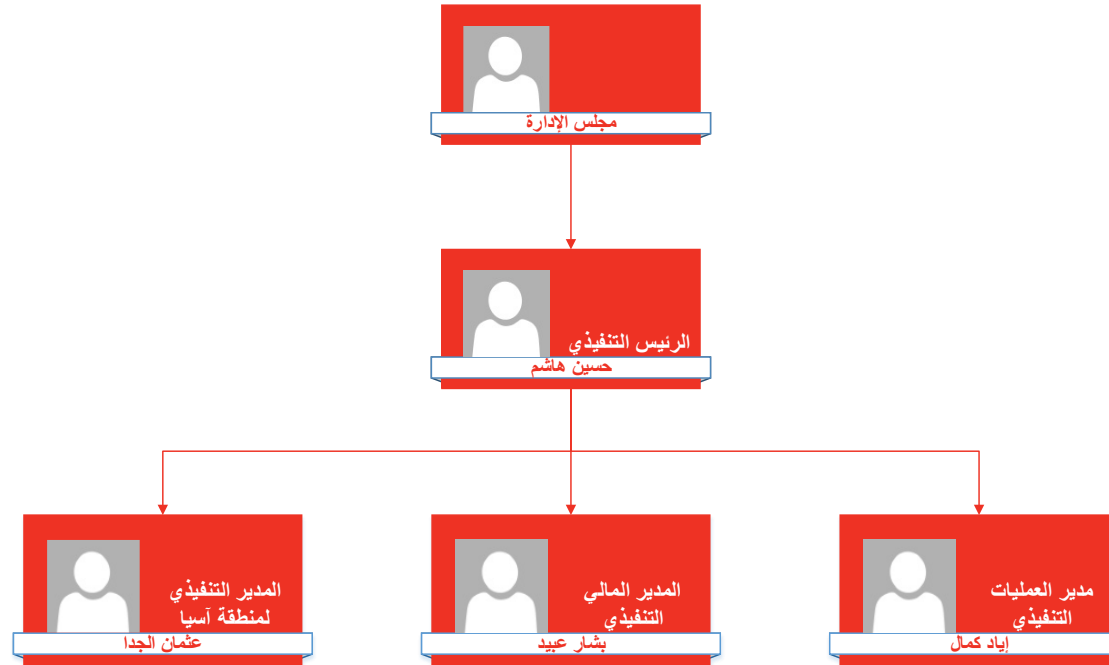 مجلس الإدارة
الرئيس التنفيذي
حسين هاشم
مدير العمليات
التنفيذي
إياد كمال
المدير المالي
التنفيذي
بشار عبيد
المدير التنفيذي
لمنطقة آسيا
عثمان الجدا